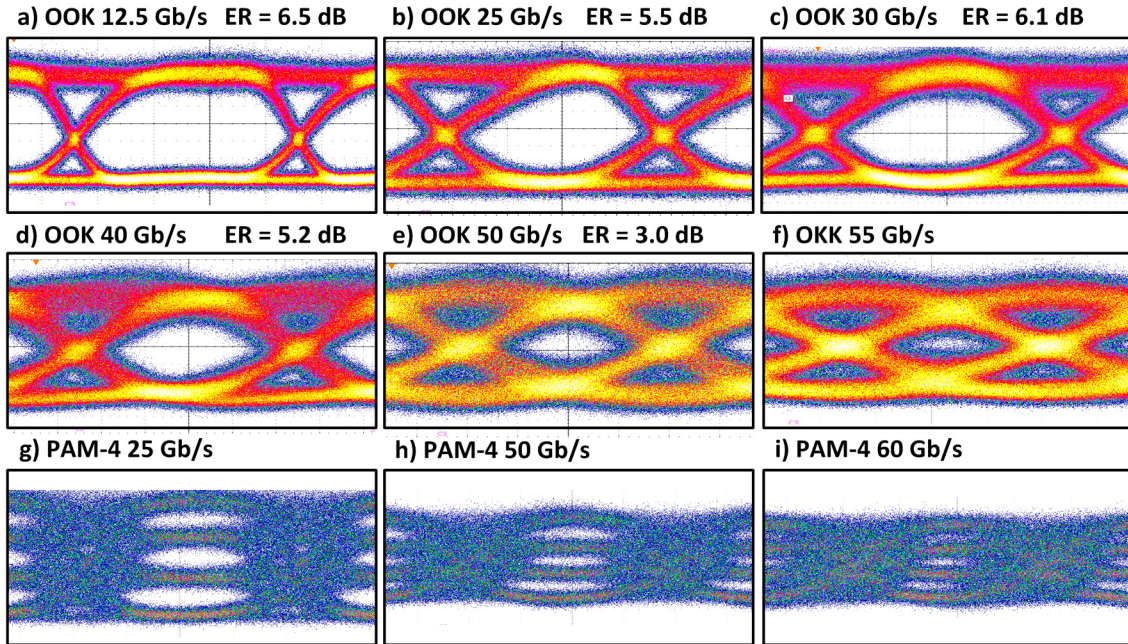 a) OOK 12.5 Gb/s ER = 6.5 dB
b) OOK 25 Gb/s ER = 5.5 dB
c) OOK 30 Gb/s ER = 6.1 dB
d) OOK 40 Gb/s ER = 5.2 dB
e) OOK 50 Gb/s ER = 3.0 dB
f) OKK 55 Gb/s
g) PAM-4 25 Gb/s
h) PAM-4 50 Gb/s
i) PAM-4 60 Gb/s